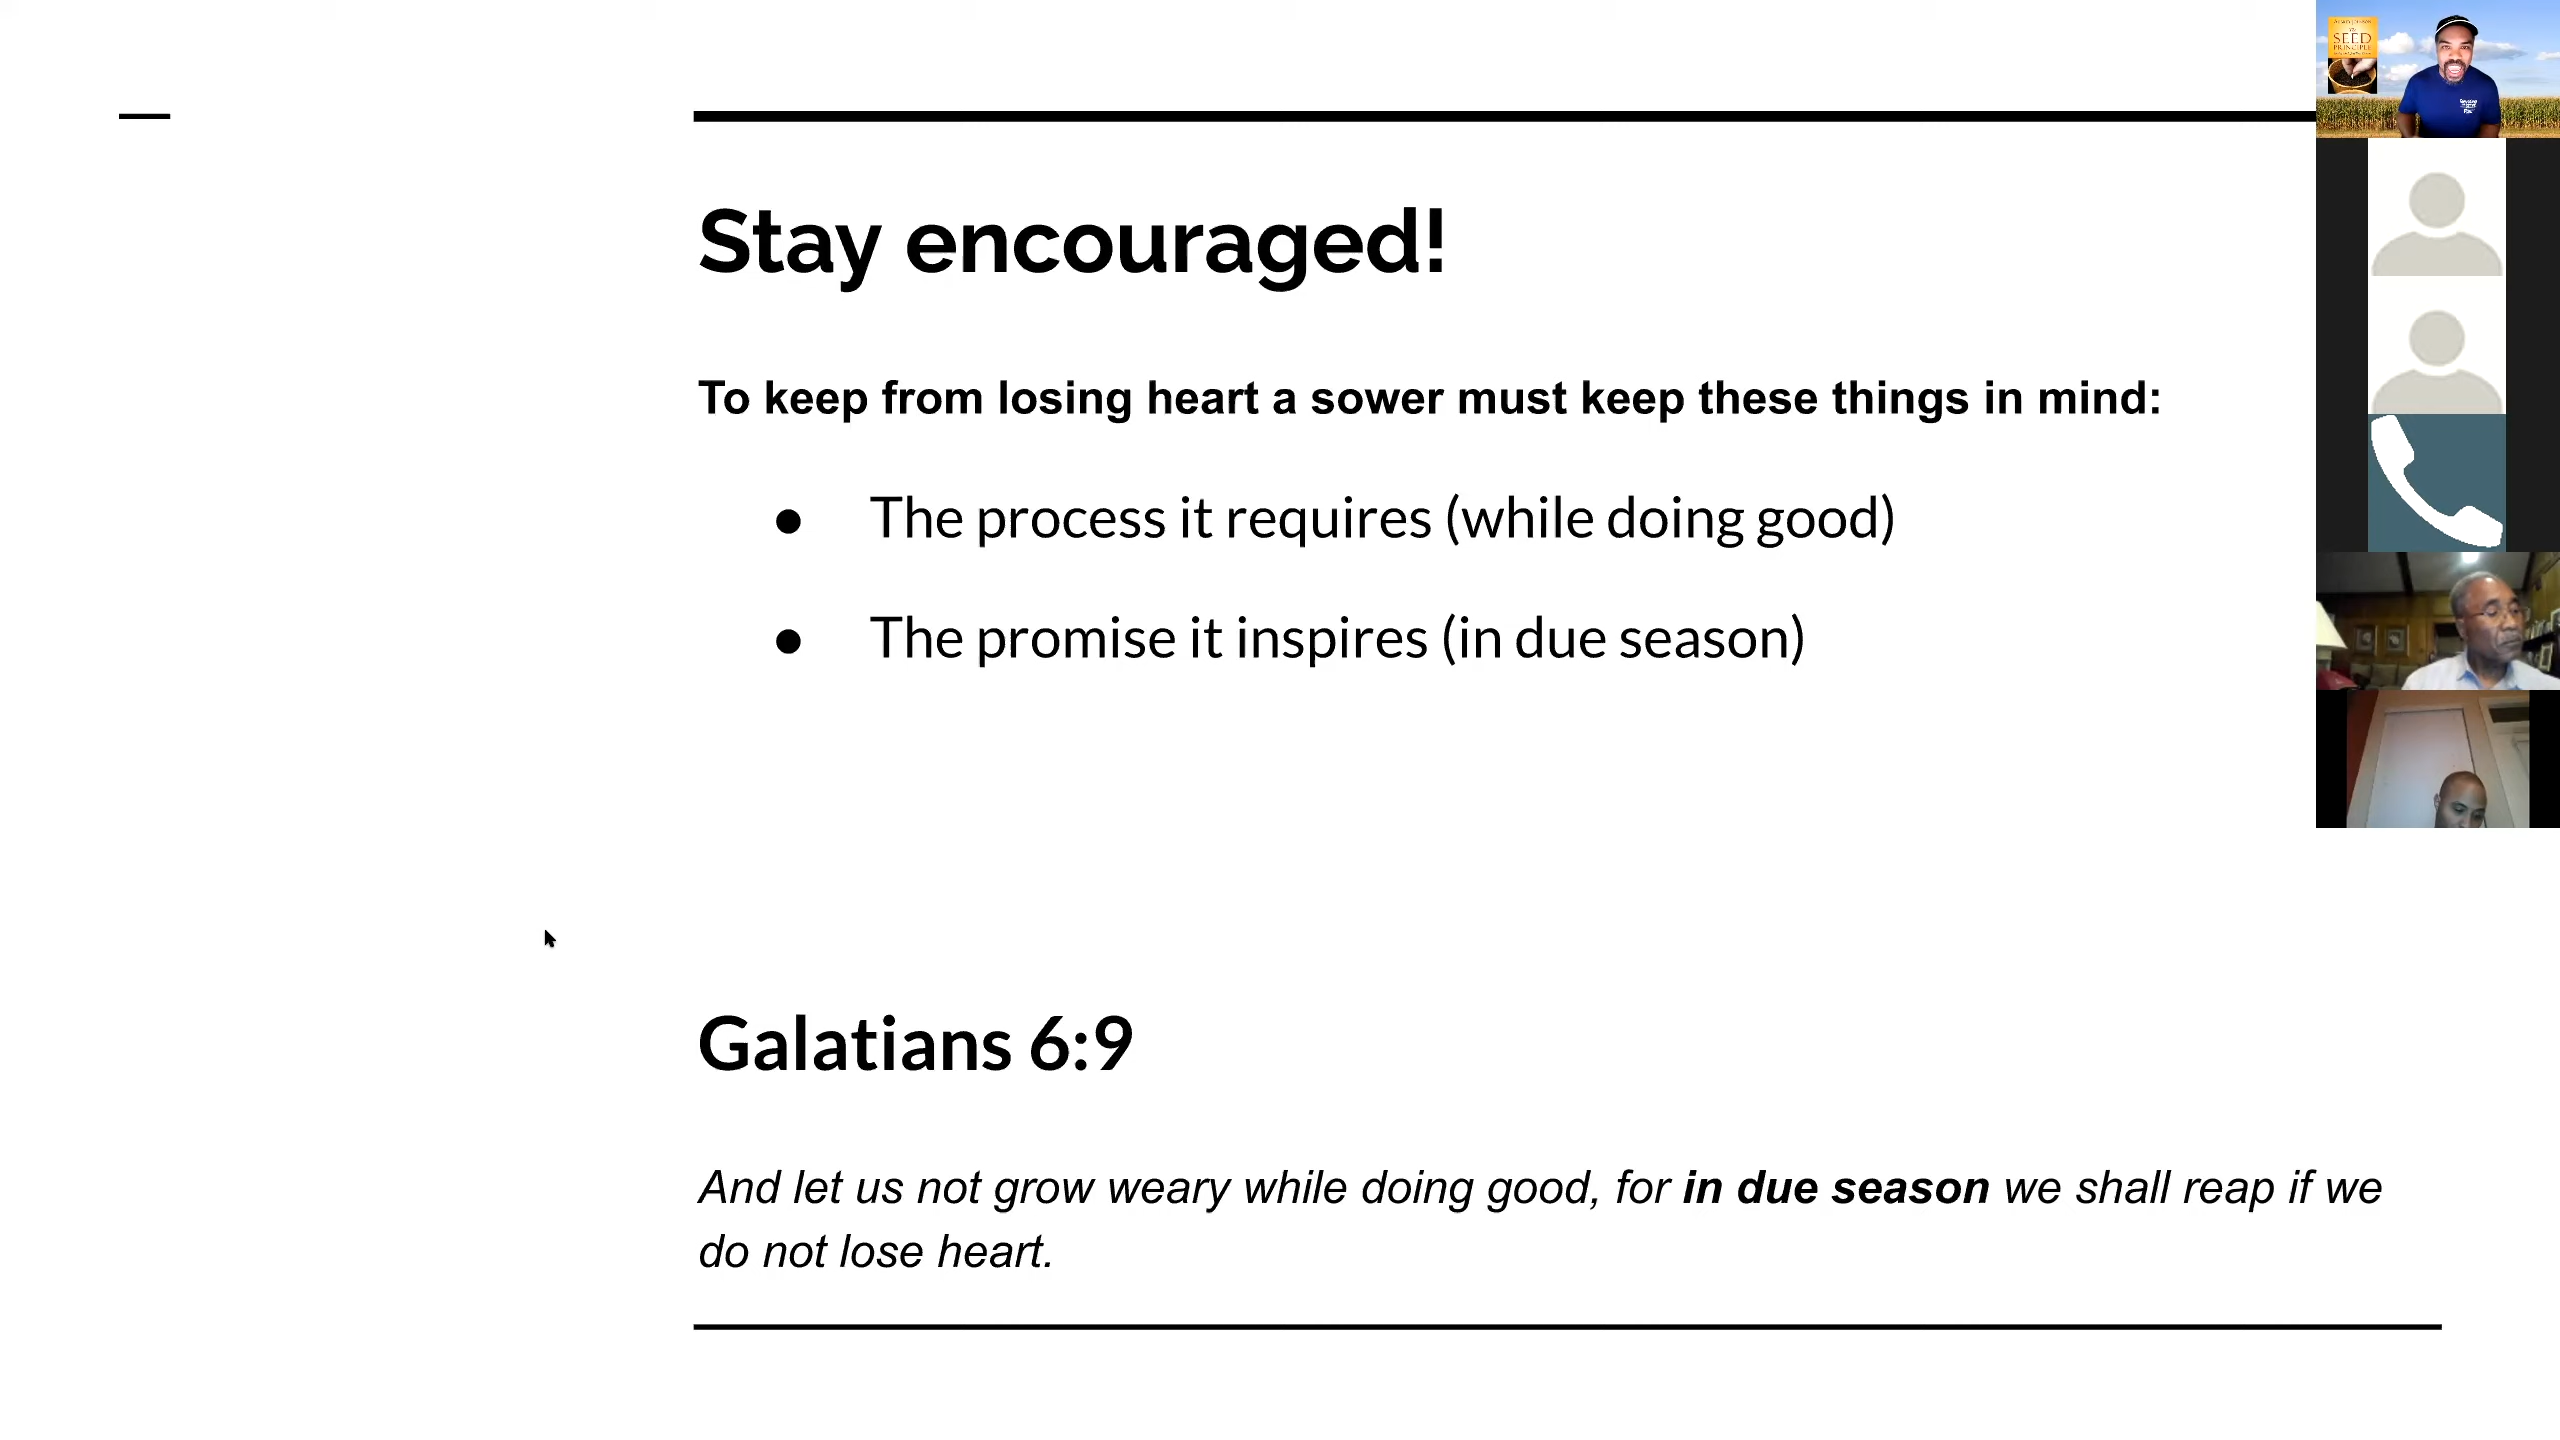 Stay encouraged!
To keep from losing heart a sower must keep these things in mind:
● The process it requires (while doing good)
● The promise it inspires (in due season)
Galatians 6:9
And let us not grow weary while doing good, for in due season we shall reap if we
do not lose heart.
SEED
PRINCIPLE